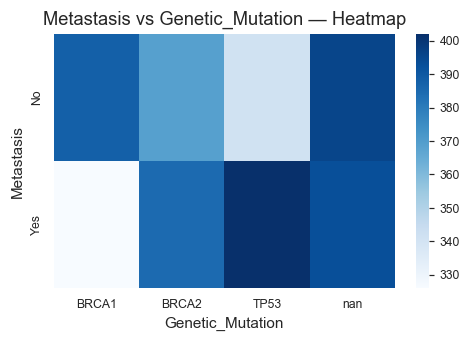 Metastasis vs Genetic_Mutation — Heatmap
Metastasis
No
Yes
BRCA1 BRCA2 TP53 nan
Genetic_Mutation
400
390
380
370
360
350
340
330